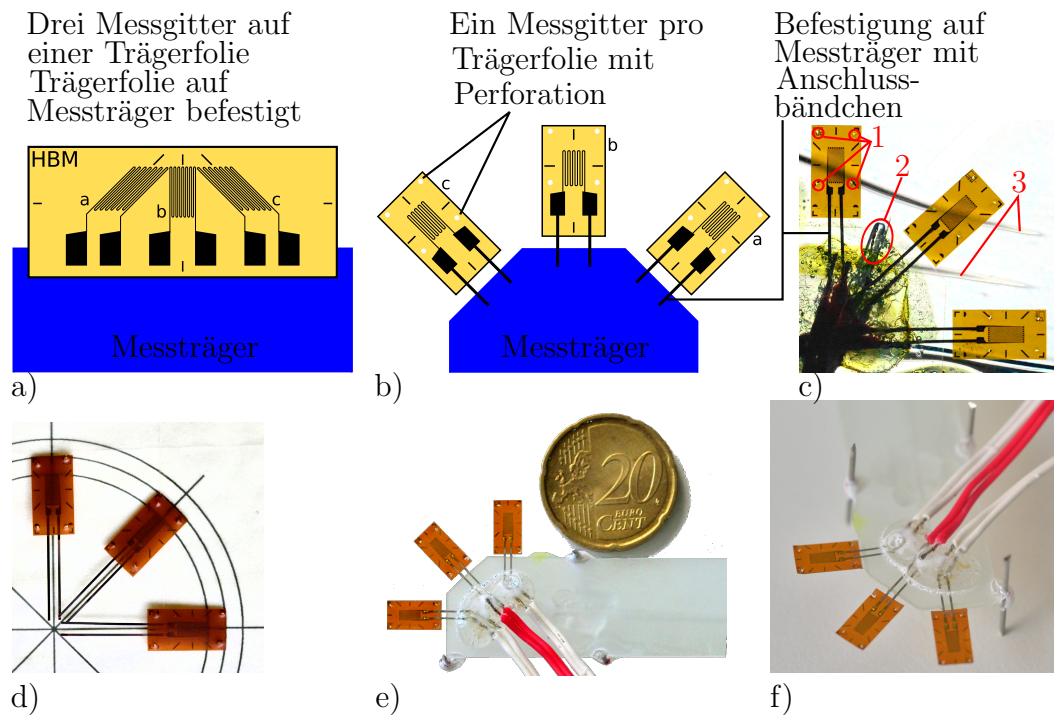 Drei Messgitter auf
einer Trägerfolie
Trägerfolie auf
Messträger befestigt
Ein Messgitter pro
Trägerfolie mit
Perforation
Befestigung auf
Messträger mit
Anschluss-
bändchen
HBM
a
b
c
Messträger
a)
c
b
a
Messträger
b)
1
2
3
c)
d)
20
EURO
CENT
e)
f)